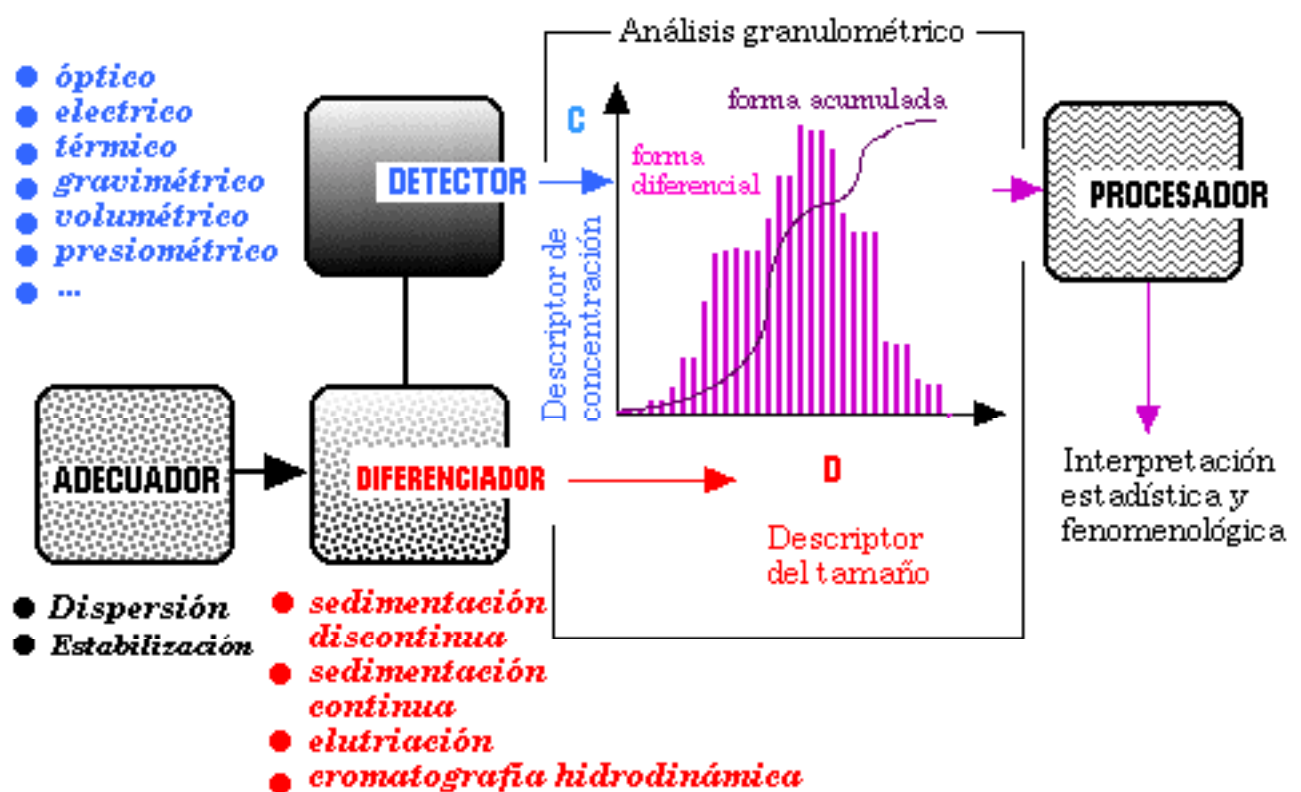 Análisis granulométrico
óptico
electrico
térmico
gravimétrico
volumétrico
presiométrico
...
DETECTOR
C
forma acumulada
forma
diferencial
Descriptor de
concentración
PROCESADOR
ADECUADOR
DIFERENCIADOR
D
Descriptor
del tamaño
Interpretación
estadística y
fenomenológica
Dispersión
Estabilización
sedimentación
discontinua
sedimentación
continua
elutriación
cromatografía hidrodinámica